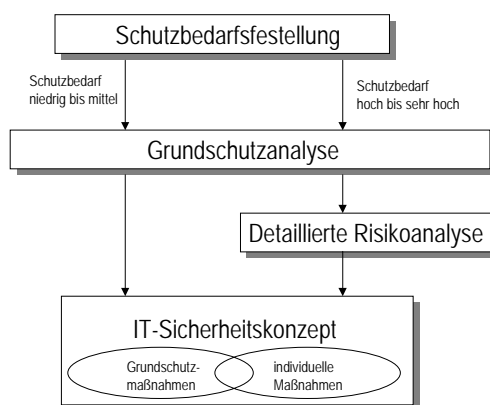 Schutzbedarfsfestellung
Schutzbedarf
niedrig bis mittel
Schutzbedarf
hoch bis sehr hoch
Grundschutzanalyse
Detaillierte Risikoanalyse
IT-Sicherheitskonzept
Grundschutz-
maßnahmen
individuelle
Maßnahmen